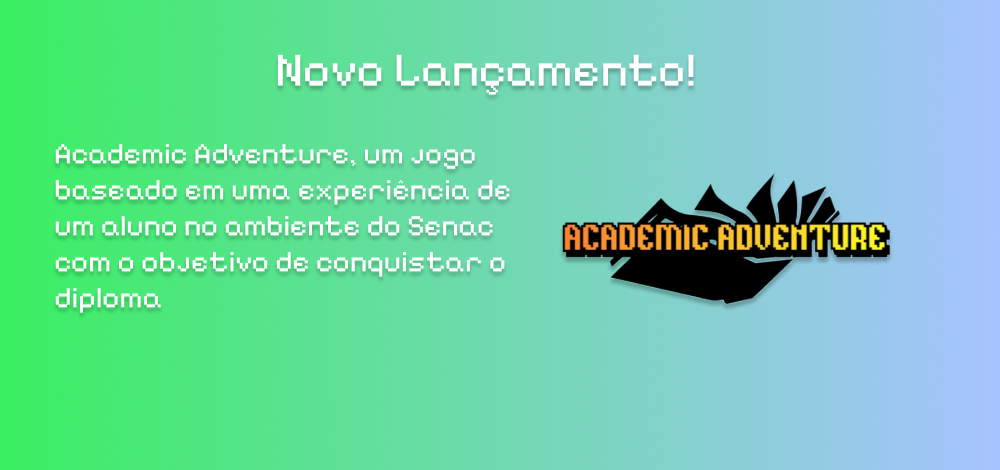 Novo Lançamento!
Academic Adventure, um jogo
baseado em uma experiência de
um aluno no ambiente do Senac
com o objetivo de conquistar o
diploma
ACADEMIC ADVENTURE